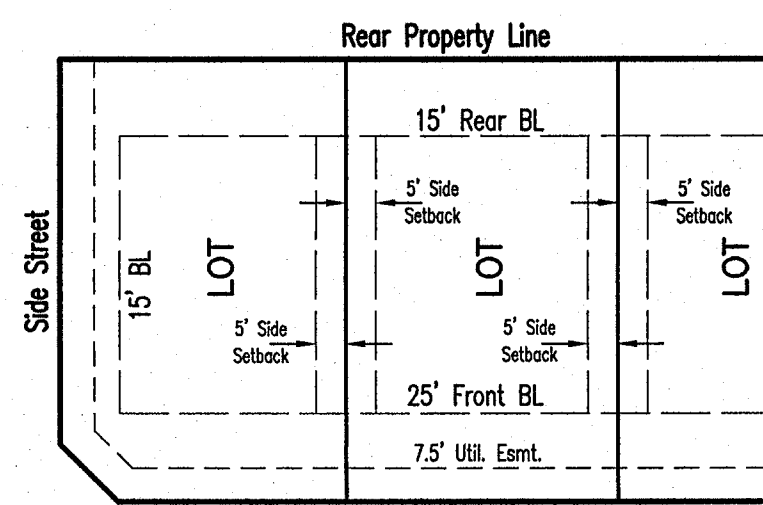 Rear Property Line
15' Rear BL
5' Side
Setback
5' Side
Setback
Side Street
15' BL
LOT
LOT
LOT
5' Side
Setback
5' Side
Setback
25' Front BL
7.5' Util. Esmt.